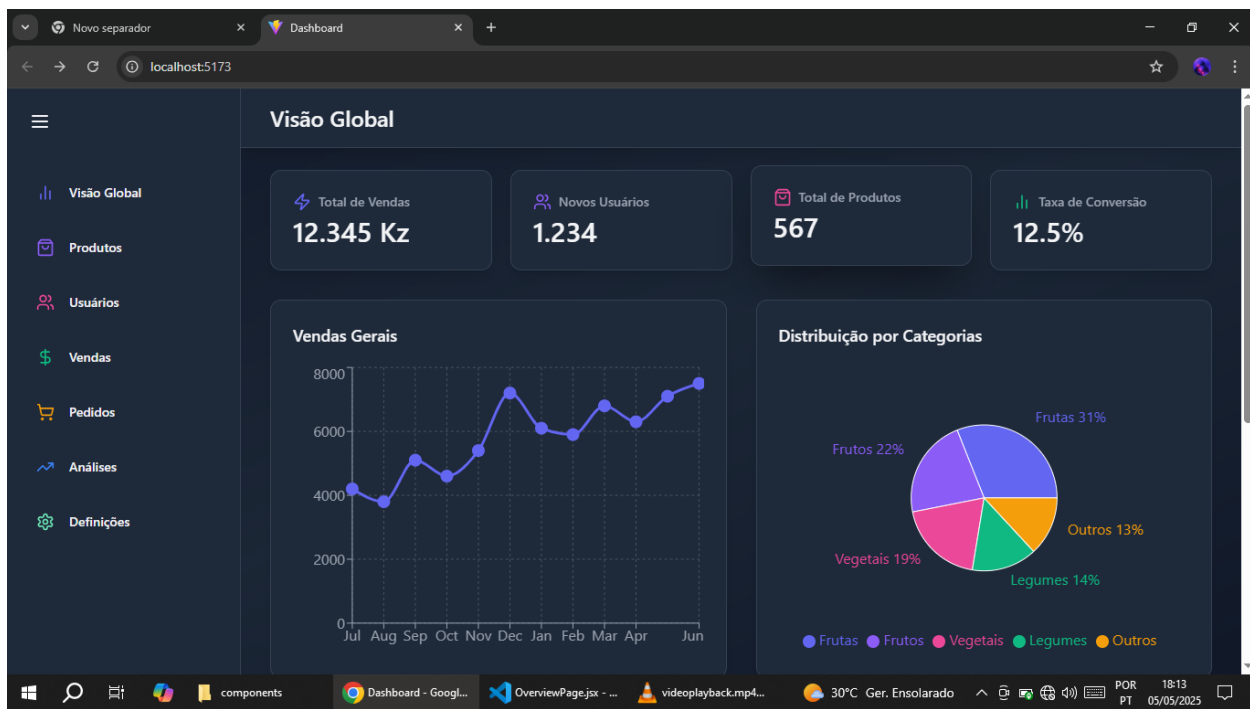 Novo separador
Dashboard
localhost:5173
Visão Global
Visão Global
Produtos
Usuários
Vendas
Pedidos
Análises
Definições
Total de Vendas
12.345 Kz
Novos Usuários
1.234
Total de Produtos
567
Taxa de Conversão
12.5%
Vendas Gerais
8000
6000
4000
2000
0
Jul Aug Sep Oct Nov Dec Jan Feb Mar Apr Jun
Distribuição por Categorias
Frutas 31%
Frutos 22%
Outros 13%
Vegetais 19%
Legumes 14%
Frutas Frutos Vegetais Legumes Outros
components
Dashboard - Googl...
OverviewPage.jsx - ...
videoplayback.mp4...
30°C Ger. Ensolarado
POR
PT
18:13
05/05/2025